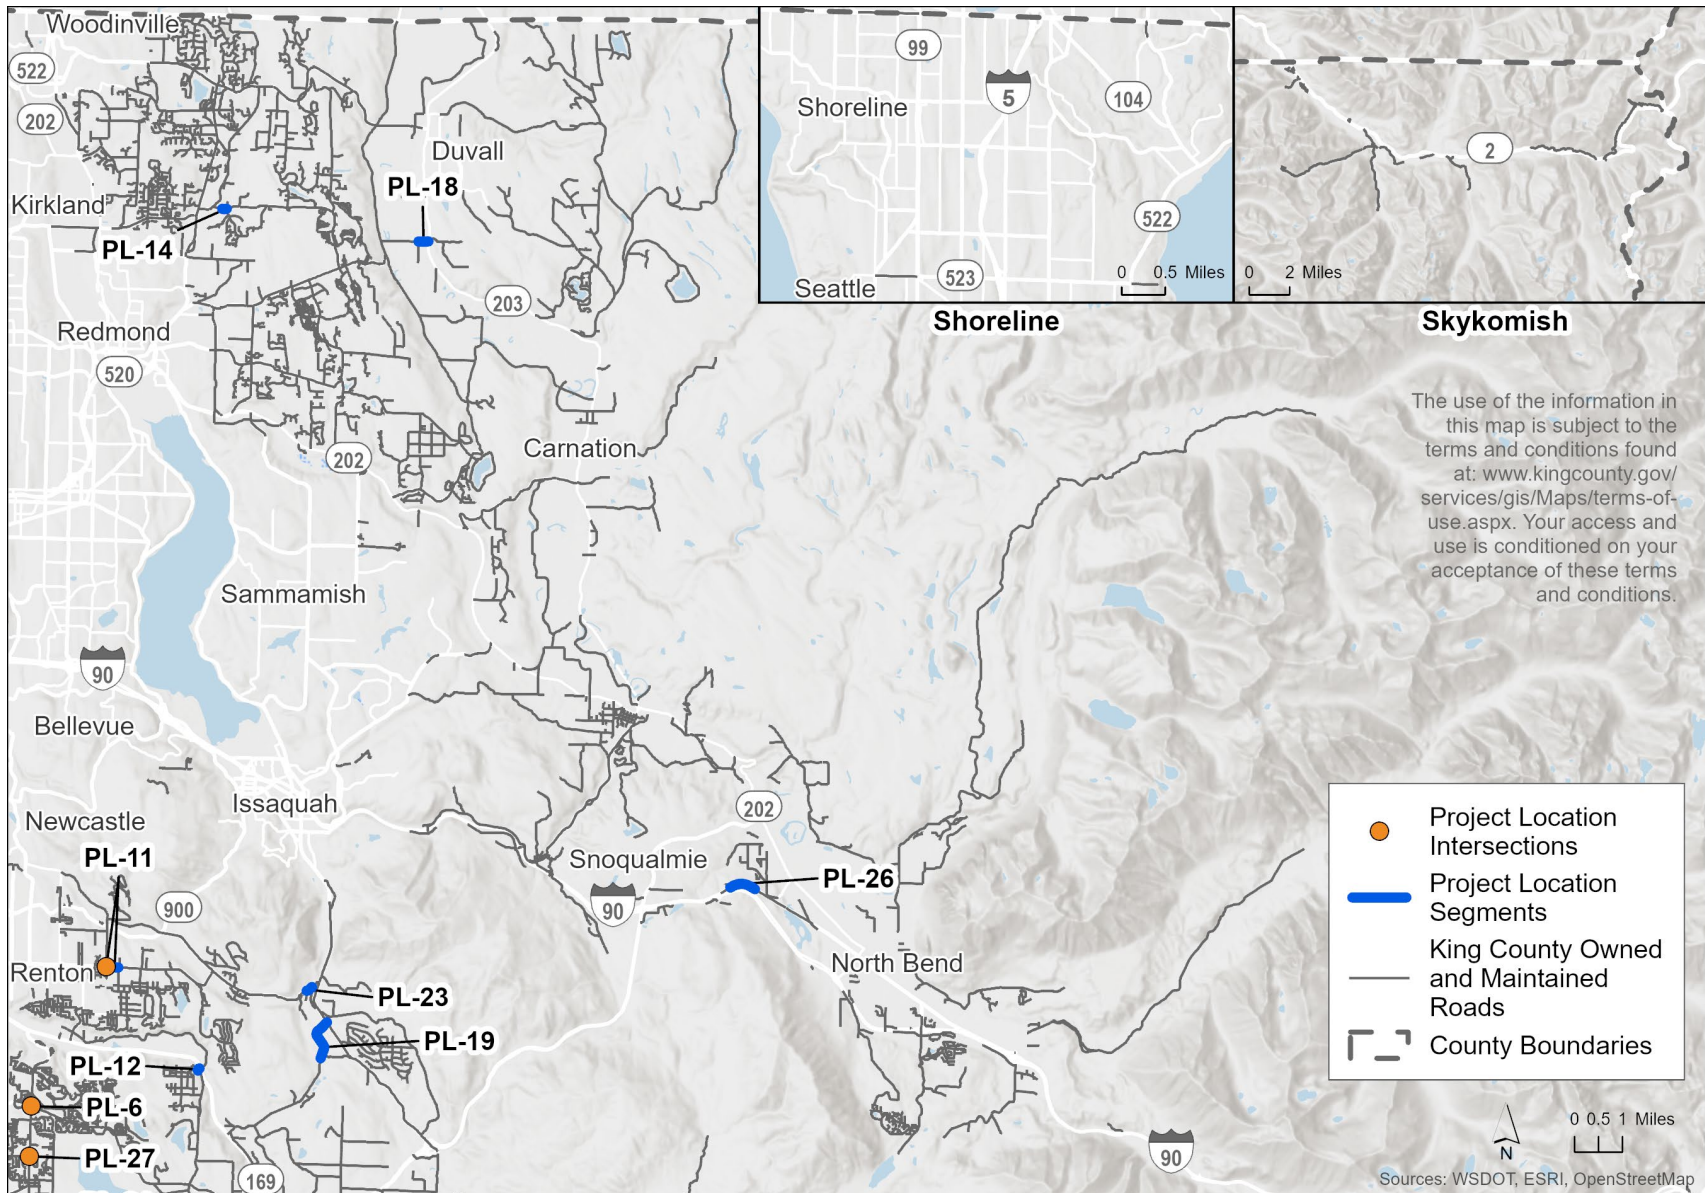 Woodinville
522
202
Duvall
PL-18
Kirkland
PL-14
203
Redmond
520
202
Carnation
Sammamish
90
Bellevue
Issaquah
Newcastle
PL-11
900
Renton
202
Snoqualmie
PL-26
90
North Bend
PL-23
PL-19
PL-12
PL-6
PL-27
169
90
99
5
104
Shoreline
522
523
Seattle
0 0.5 Miles
Shoreline
2
0 2 Miles
Skykomish
The use of the information in
this map is subject to the
terms and conditions found
at: www.kingcounty.gov/
services/gis/Maps/terms-of-
use.aspx. Your access and
use is conditioned on your
acceptance of these terms
and conditions.
Project Location
Intersections
Project Location
Segments
King County Owned
and Maintained
Roads
County Boundaries
N
0 0.5 1 Miles
Sources: WSDOT, ESRI, OpenStreetMap